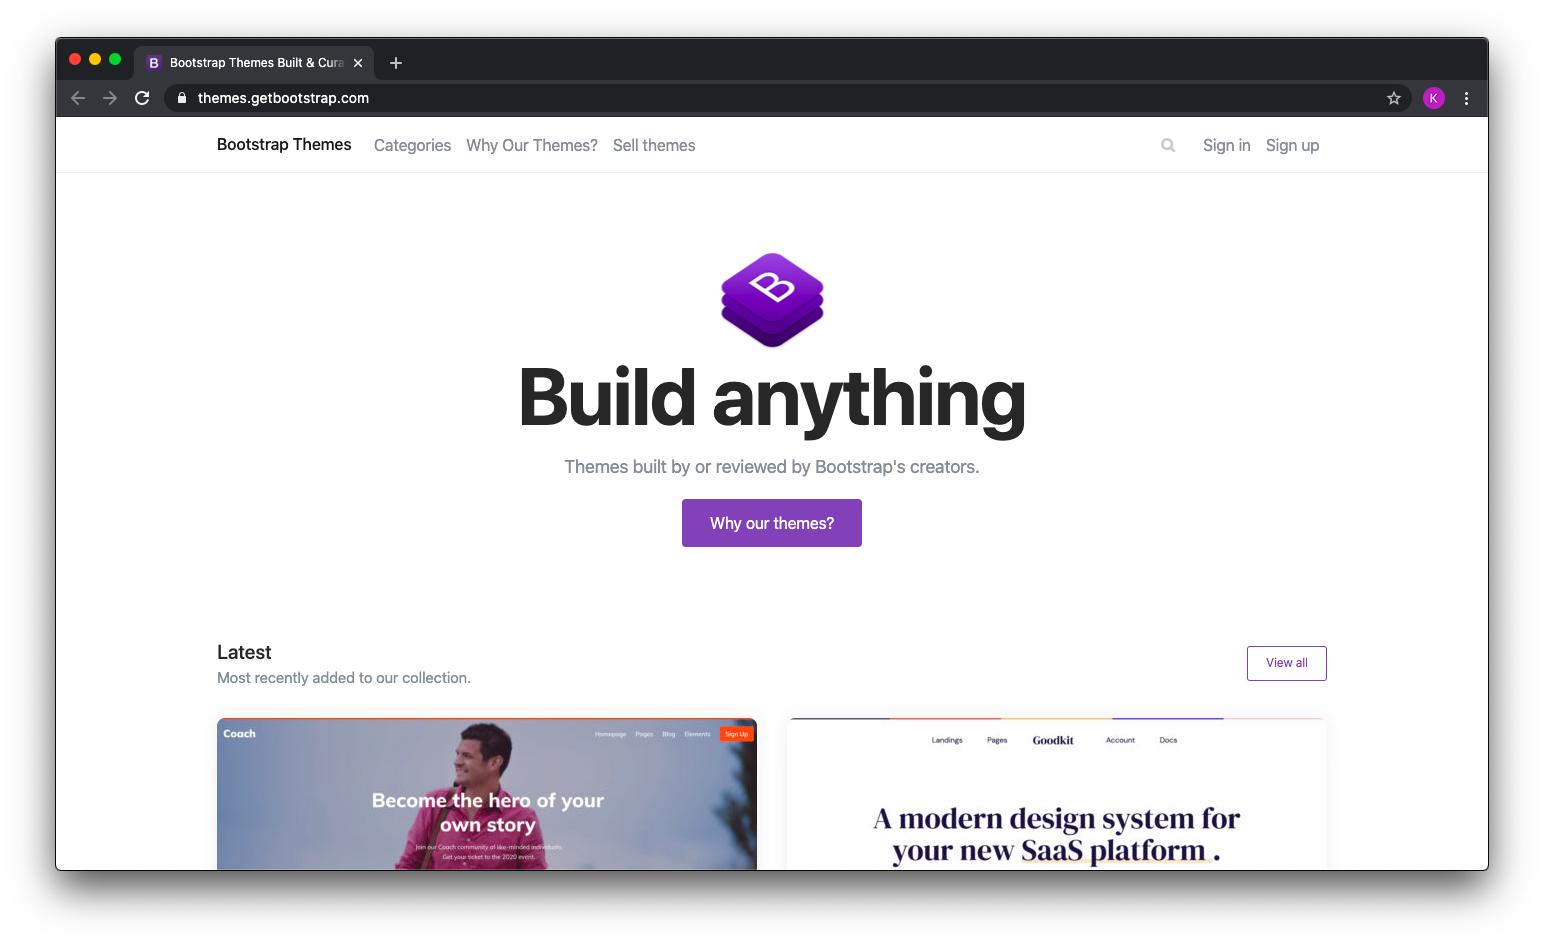 B Bootstrap Themes Built & Cura
themes.getbootstrap.com
K
Bootstrap Themes Categories Why Our Themes? Sell themes Sign in Sign up
B
Build anything
Themes built by or reviewed by Bootstrap's creators.
Why our themes?
Latest
View all
Most recently added to our collection.
Coach Homepage Pages Blog Elements Sign Up
Become the hero of your
own story
Join our Coach community of like-minded individuals.
Get your ticket to the 2020 event.
Landings Pages Goodkit Account Docs
A modern design system for
your new SaaS platform .